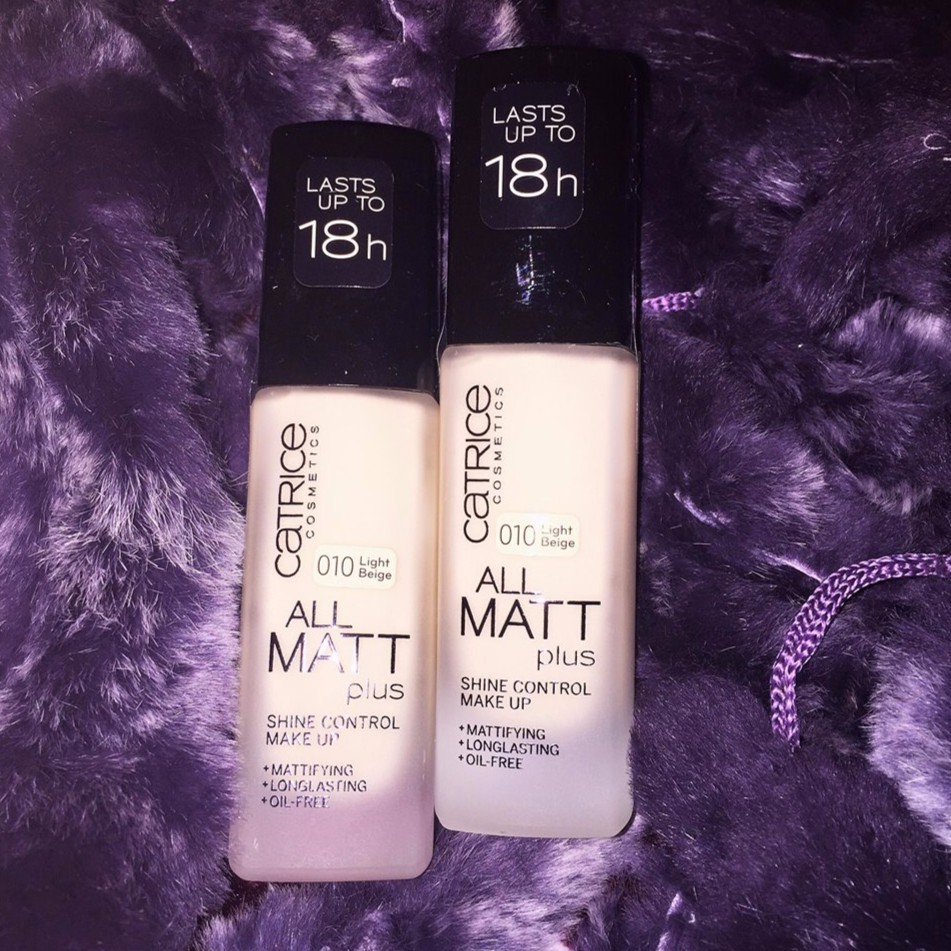 LASTS
UP TO
18h
CATRICE
COSMETICS
010 Light
Beige
ALL
MATT
plus
SHINE CONTROL
MAKE UP
+MATTIFYING
+LONGLASTING
+OIL-FREE
LASTS
UP TO
18h
CATRICE
COSMETICS
010 Light
Beige
ALL
MATT
plus
SHINE CONTROL
MAKE UP
+MATTIFYING
+LONGLASTING
+OIL-FREE